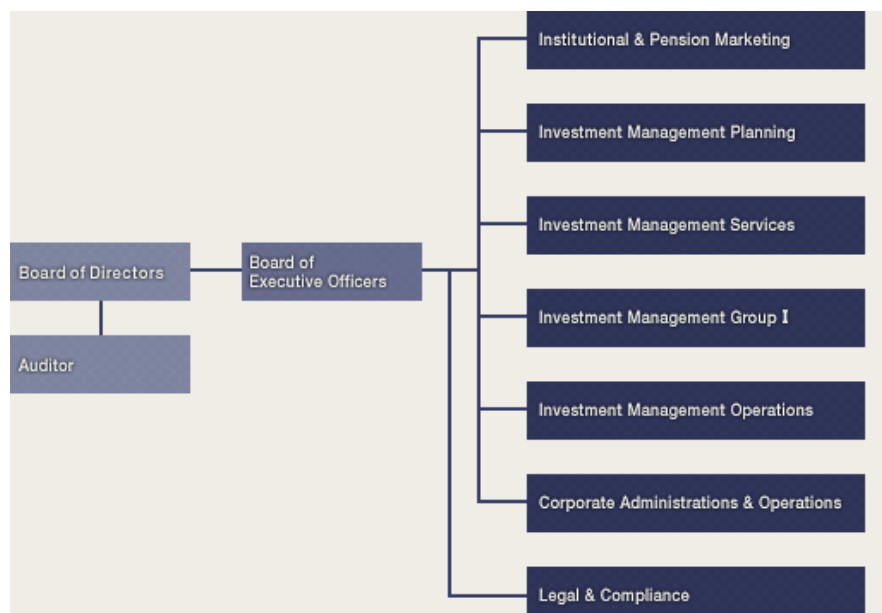 Institutional & Pension Marketing
Investment Management Planning
Investment Management Services
Board of Directors
Board of
Executive Officers
Investment Management Group I
Auditor
Investment Management Operations
Corporate Administrations & Operations
Legal & Compliance